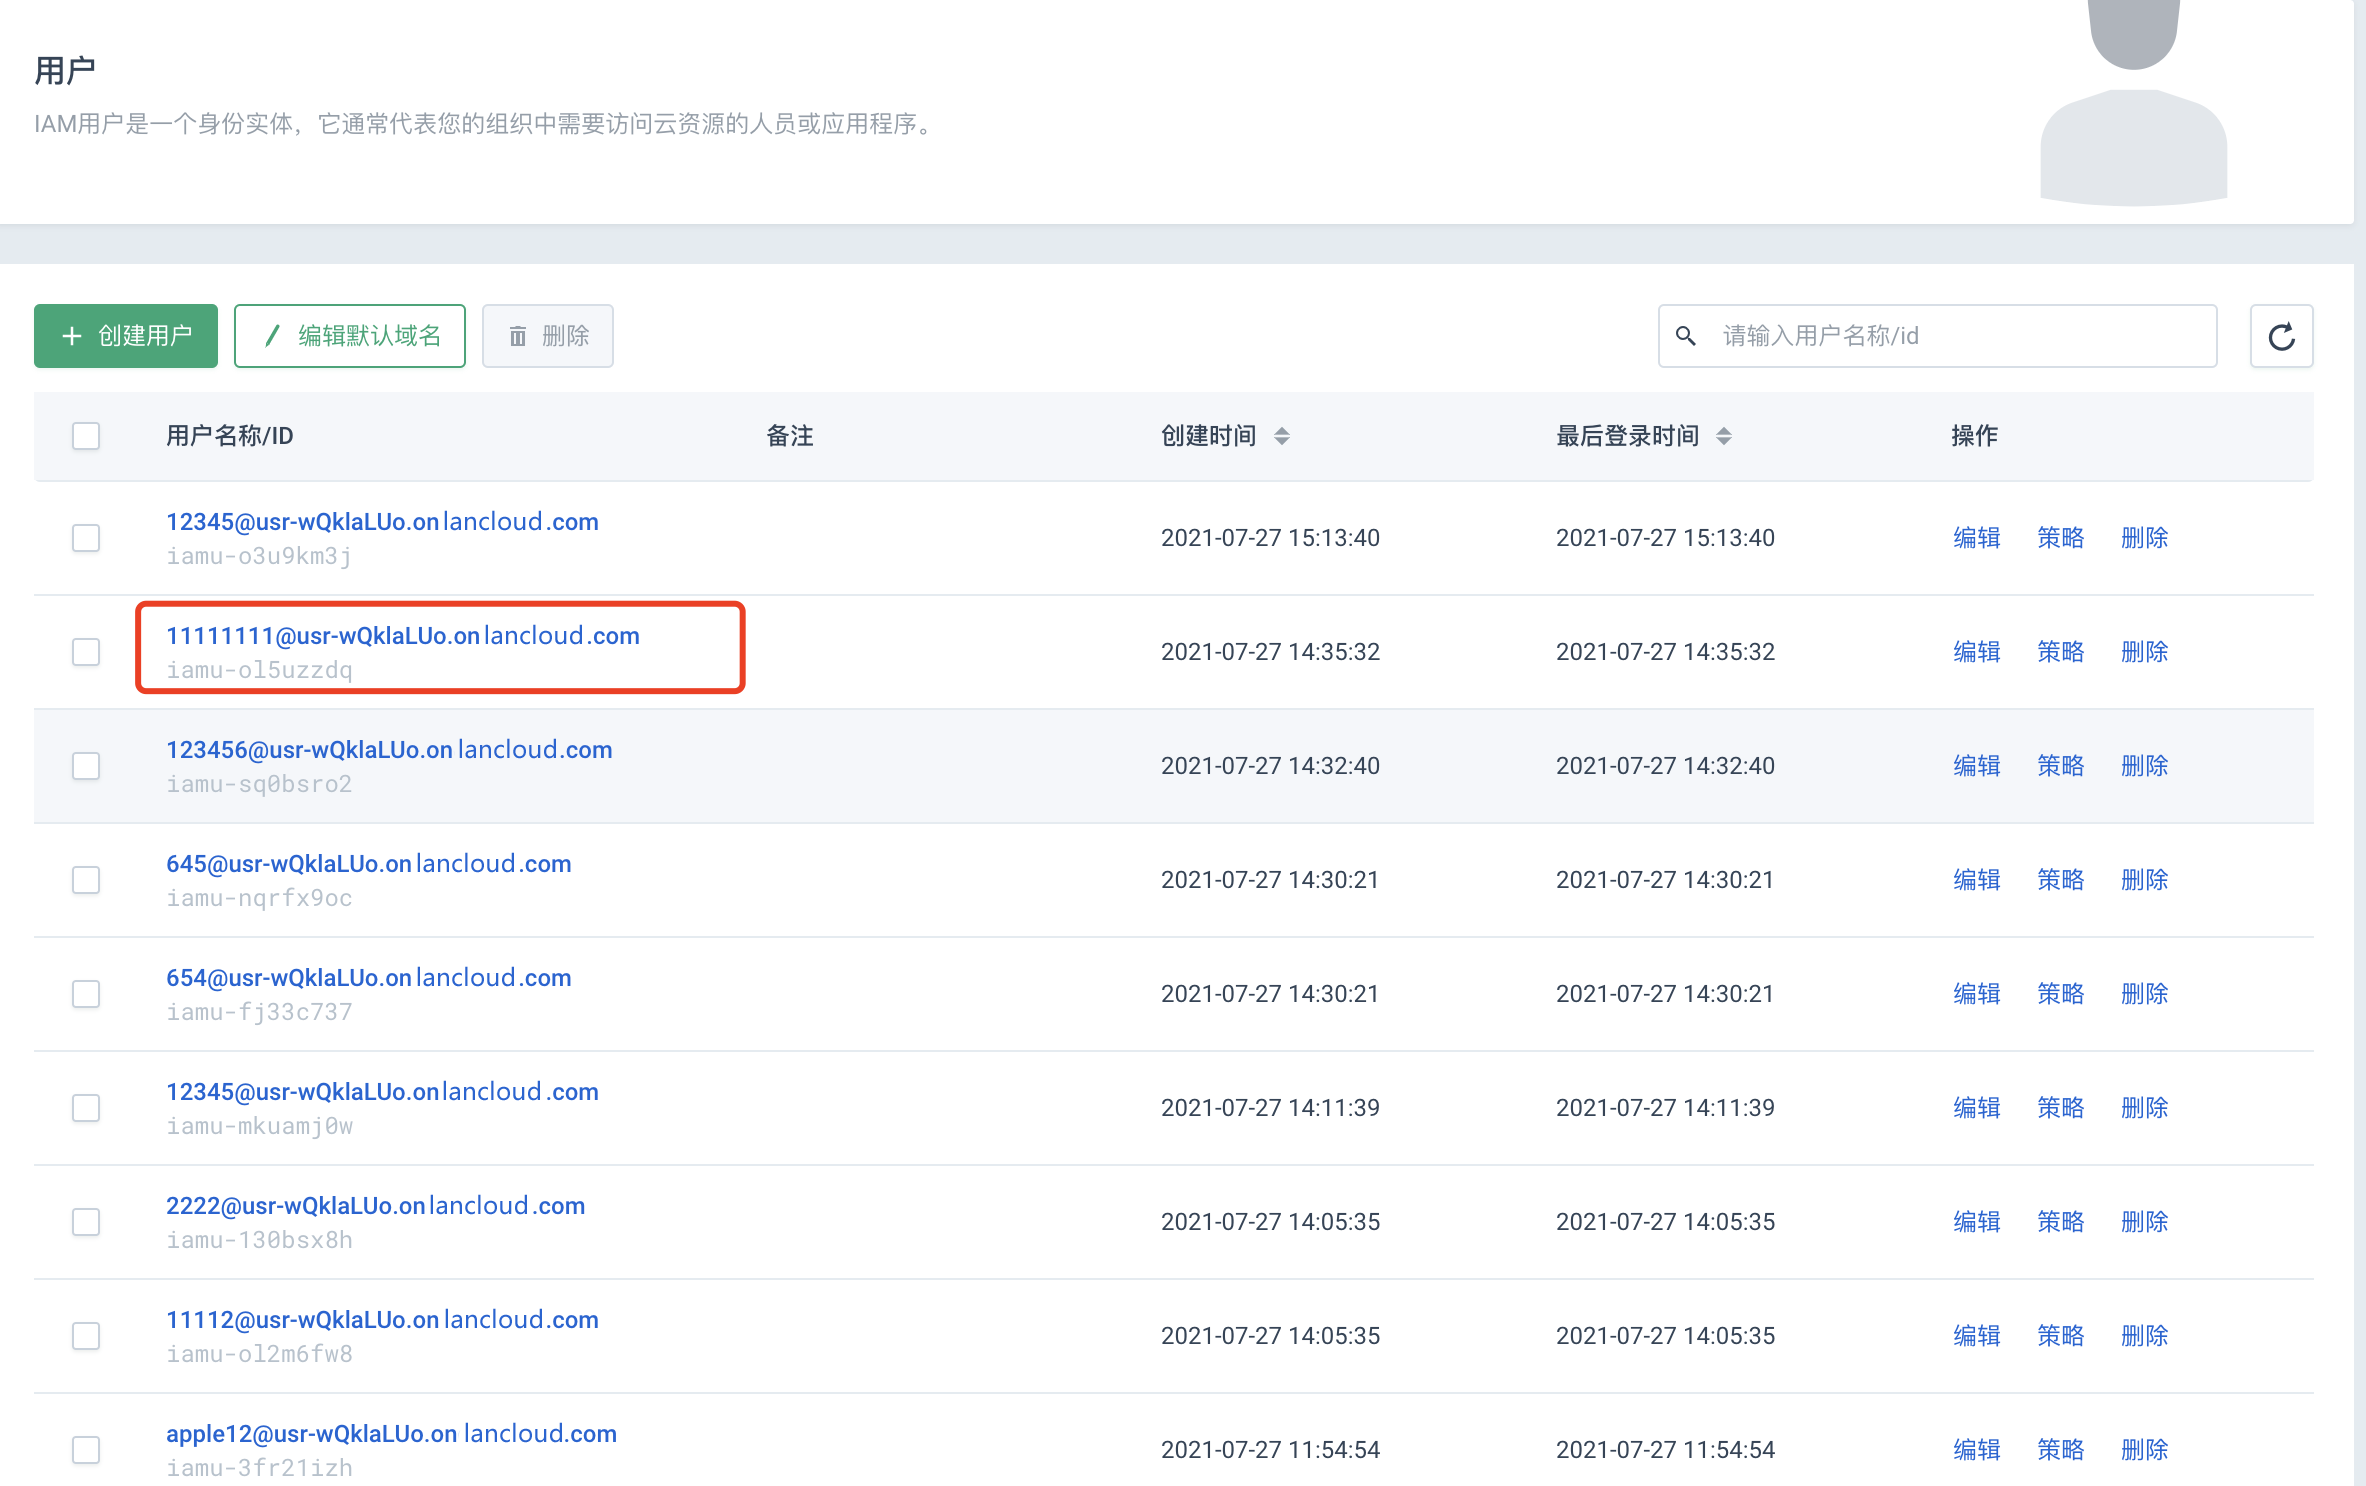 用户
IAM用户是一个身份实体，它通常代表您的组织中需要访问云资源的人员或应用程序。
创建用户 编辑默认域名 删除 请输入用户名称/id
用户名称/ID 备注 创建时间 最后登录时间 操作
12345@usr-wQklaLUo.onlancloud.com
iamu-o3u9km3j
2021-07-27 15:13:40 2021-07-27 15:13:40 编辑 策略 删除
11111111@usr-wQklaLUo.onlancloud.com
iamu-ol5uzzdq
2021-07-27 14:35:32 2021-07-27 14:35:32 编辑 策略 删除
123456@usr-wQklaLUo.onlancloud.com
iamu-sq0bsro2
2021-07-27 14:32:40 2021-07-27 14:32:40 编辑 策略 删除
645@usr-wQklaLUo.onlancloud.com
iamu-nqrfx9oc
2021-07-27 14:30:21 2021-07-27 14:30:21 编辑 策略 删除
654@usr-wQklaLUo.onlancloud.com
iamu-fj33c737
2021-07-27 14:30:21 2021-07-27 14:30:21 编辑 策略 删除
12345@usr-wQklaLUo.onlancloud.com
iamu-mkuamj0w
2021-07-27 14:11:39 2021-07-27 14:11:39 编辑 策略 删除
2222@usr-wQklaLUo.onlancloud.com
iamu-130bsx8h
2021-07-27 14:05:35 2021-07-27 14:05:35 编辑 策略 删除
11112@usr-wQklaLUo.onlancloud.com
iamu-ol2m6fw8
2021-07-27 14:05:35 2021-07-27 14:05:35 编辑 策略 删除
apple12@usr-wQklaLUo.on lancloud.com
iamu-3fr21izh
2021-07-27 11:54:54 2021-07-27 11:54:54 编辑 策略 删除